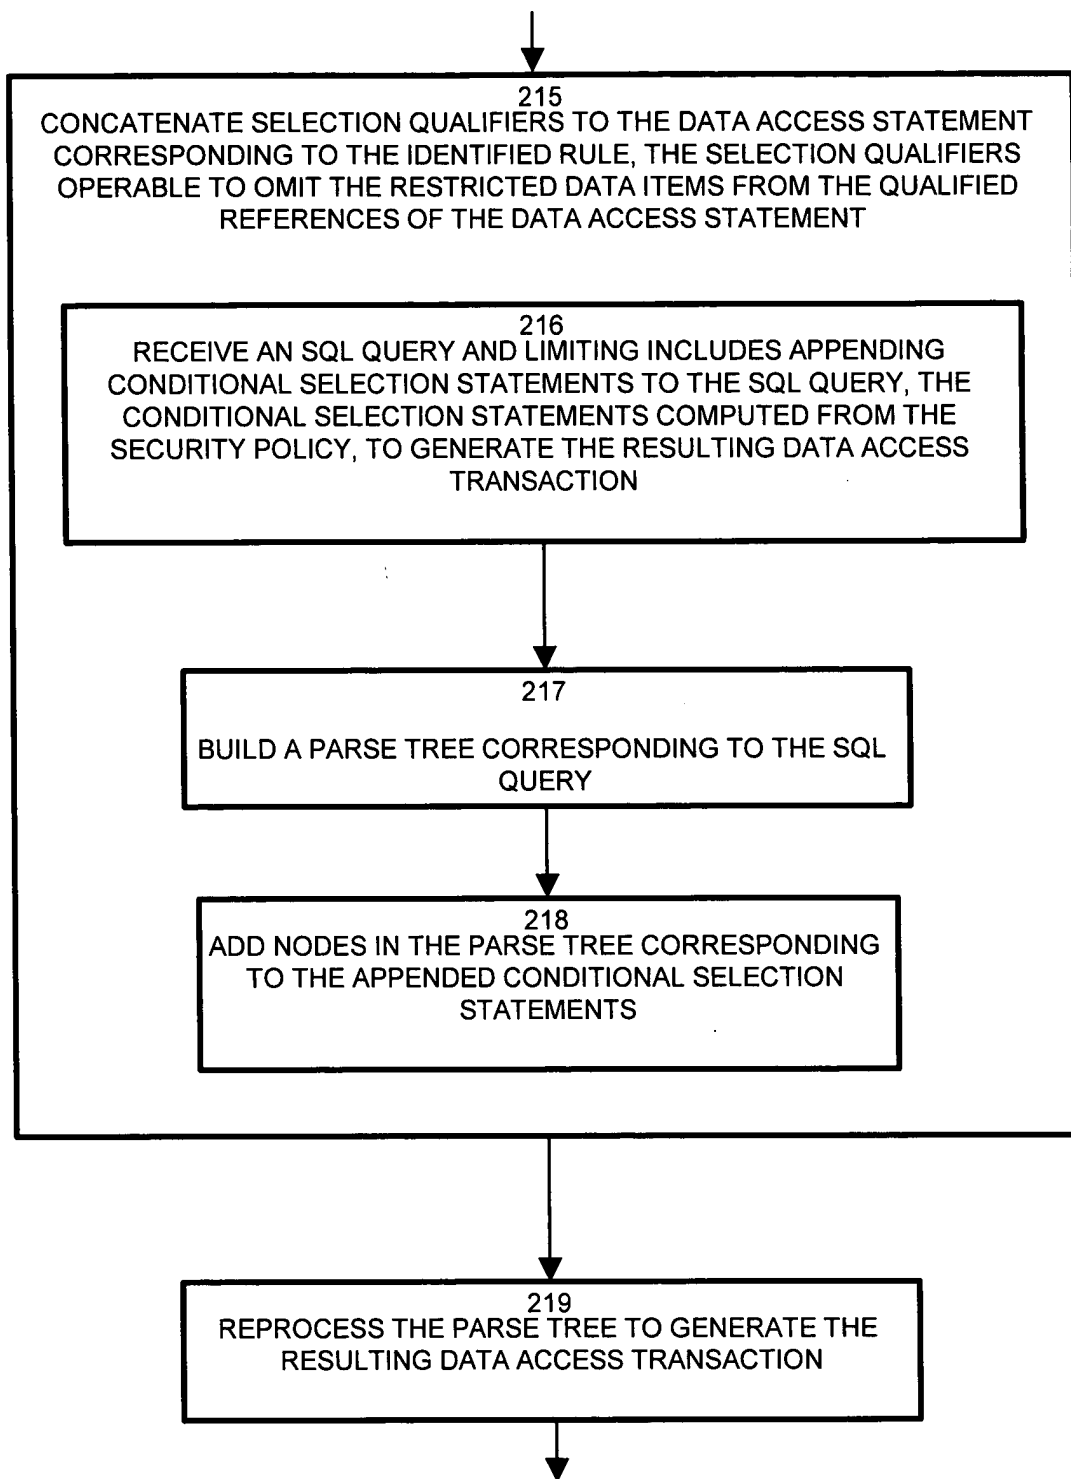 215
CONCATENATE SELECTION QUALIFIERS TO THE DATA ACCESS STATEMENT
CORRESPONDING TO THE IDENTIFIED RULE, THE SELECTION QUALIFIERS
OPERABLE TO OMIT THE RESTRICTED DATA ITEMS FROM THE QUALIFIED
REFERENCES OF THE DATA ACCESS STATEMENT
216
RECEIVE AN SQL QUERY AND LIMITING INCLUDES APPENDING
CONDITIONAL SELECTION STATEMENTS TO THE SQL QUERY, THE
CONDITIONAL SELECTION STATEMENTS COMPUTED FROM THE
SECURITY POLICY, TO GENERATE THE RESULTING DATA ACCESS
TRANSACTION
217
BUILD A PARSE TREE CORRESPONDING TO THE SQL
QUERY
218
ADD NODES IN THE PARSE TREE CORRESPONDING
TO THE APPENDED CONDITIONAL SELECTION
STATEMENTS
219
REPROCESS THE PARSE TREE TO GENERATE THE
RESULTING DATA ACCESS TRANSACTION